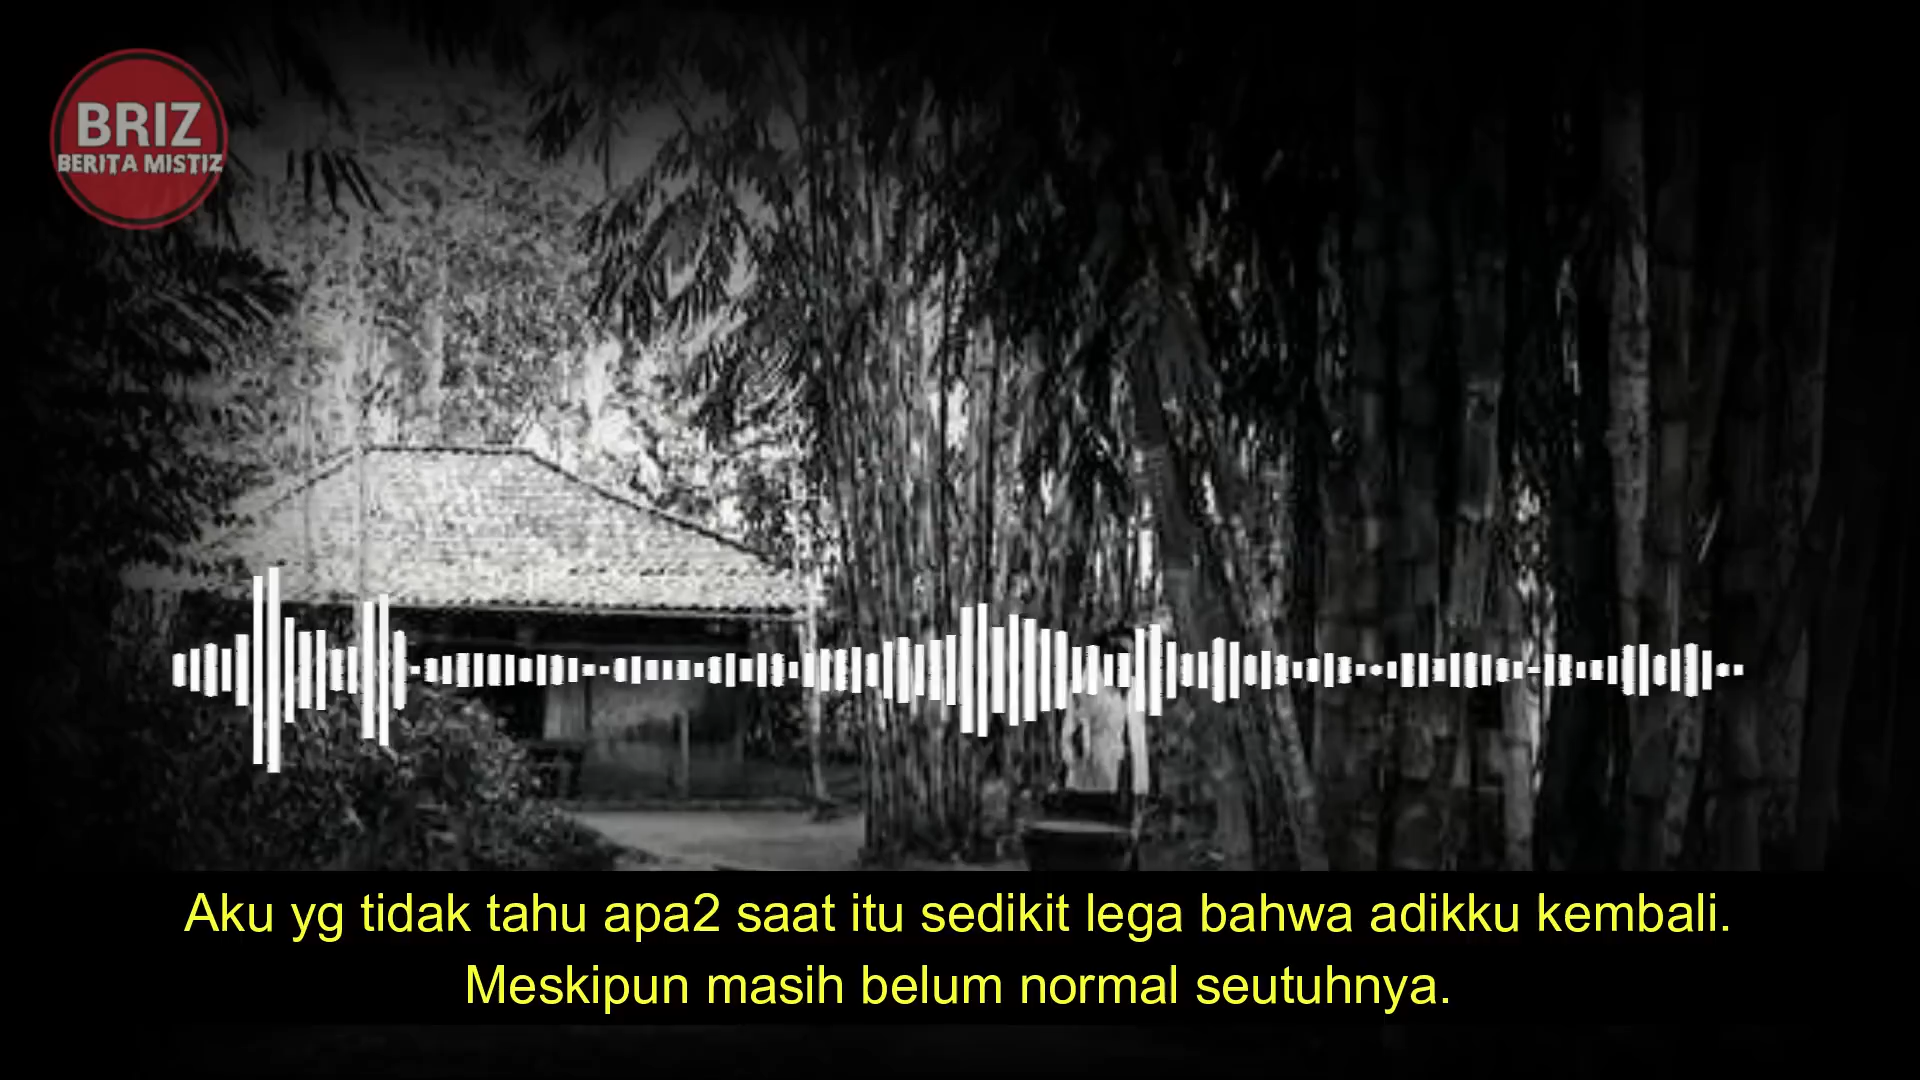 BRIZ
BERITA MISTIZ
Aku yg tidak tahu apa2 saat itu sedikit lega bahwa adikku kembali.
Meskipun masih belum normal seutuhnya.